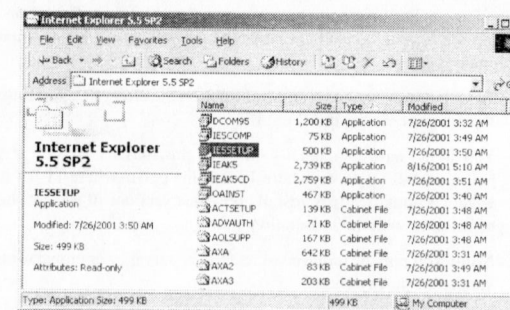 Internet Explorer 5.5 SP2
File Edit View Favorites Tools Help
Back Search Folders History
Address Internet Explorer 5.5 SP2
Name Size Type Modified
Internet Explorer
5.5 SP2
IESSETUP
Application
Modified: 7/26/2001 3:50 AM
Size: 499 KB
Attributes: Read-only
DCOM95 1,200 KB Application 7/26/2001 3:32 AM
IESCOMP 75 KB Application 7/26/2001 3:49 AM
IESSETUP 500 KB Application 7/26/2001 3:50 AM
IEAK5 2,739 KB Application 8/16/2001 5:10 AM
IEAK5CD 2,759 KB Application 7/26/2001 3:51 AM
OAINST 467 KB Application 7/26/2001 3:40 AM
ACTSETUP 139 KB Cabinet File 7/26/2001 3:48 AM
ADVAUTH 71 KB Cabinet File 7/26/2001 3:48 AM
AOLSUPP 167 KB Cabinet File 7/26/2001 3:48 AM
AXA 642 KB Cabinet File 7/26/2001 3:31 AM
AXA2 83 KB Cabinet File 7/26/2001 3:49 AM
AXA3 203 KB Cabinet File 7/26/2001 3:31 AM
Type: Application Size: 499 KB 499 KB My Computer